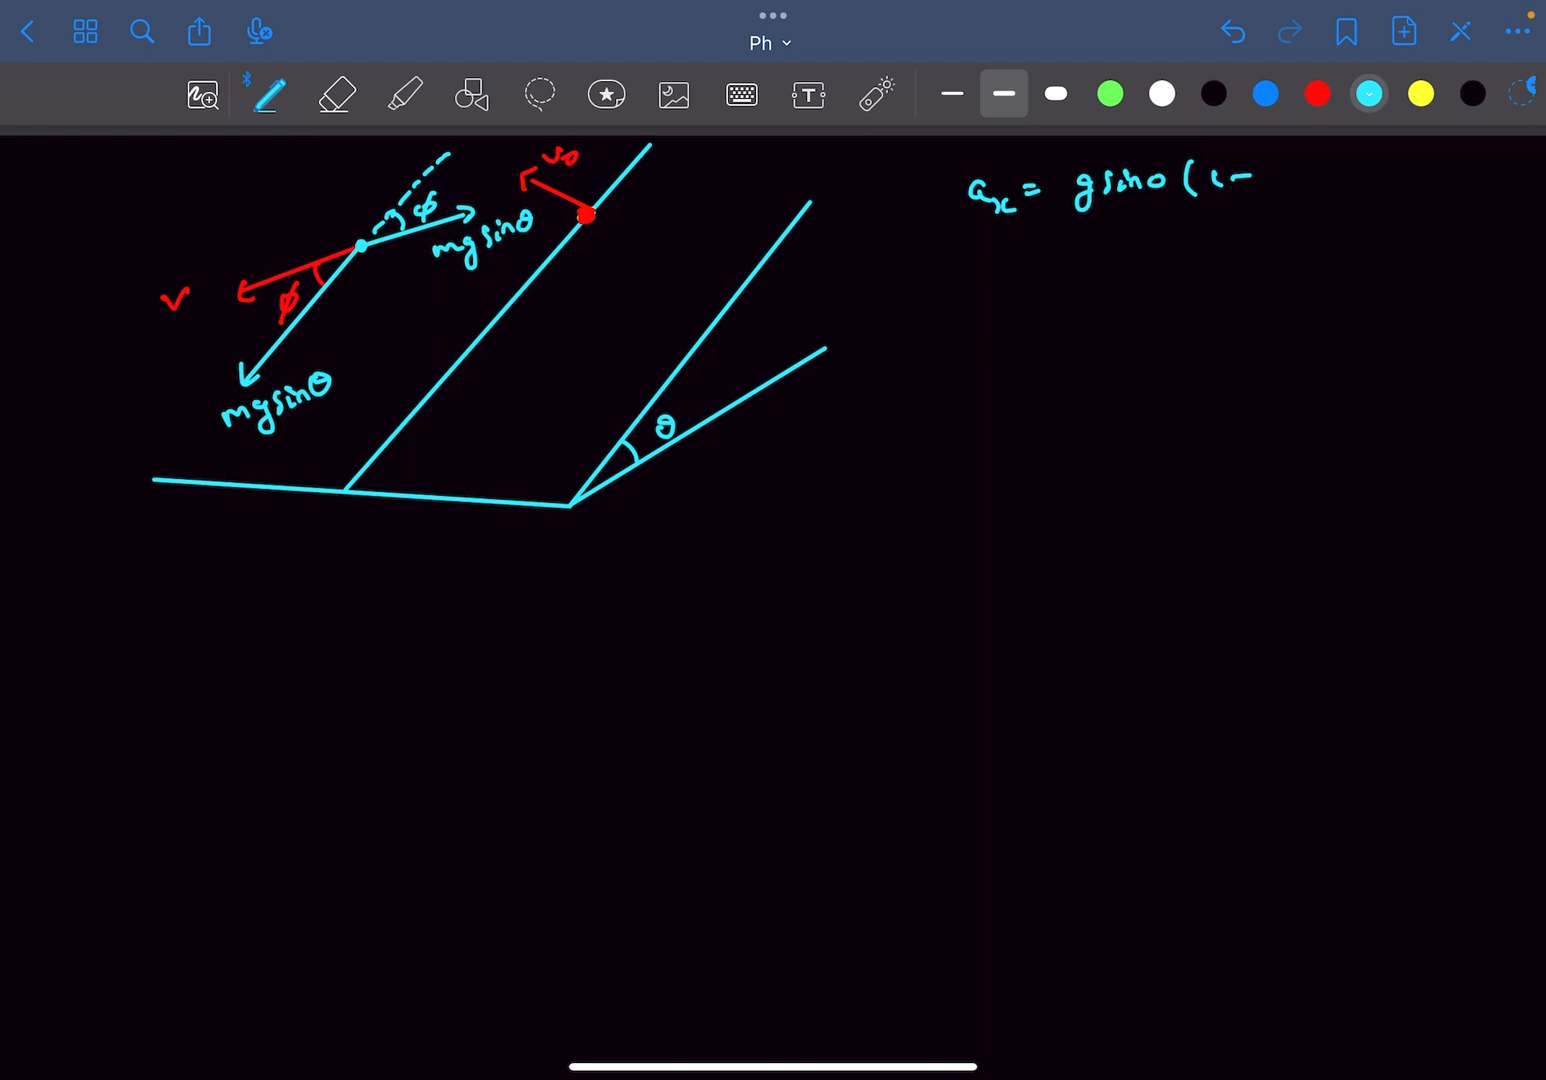 Ph
v₀
aₓ = g sinθ (1 -
ϕ
mg sinθ
v
ϕ
mg sinθ
θ
T